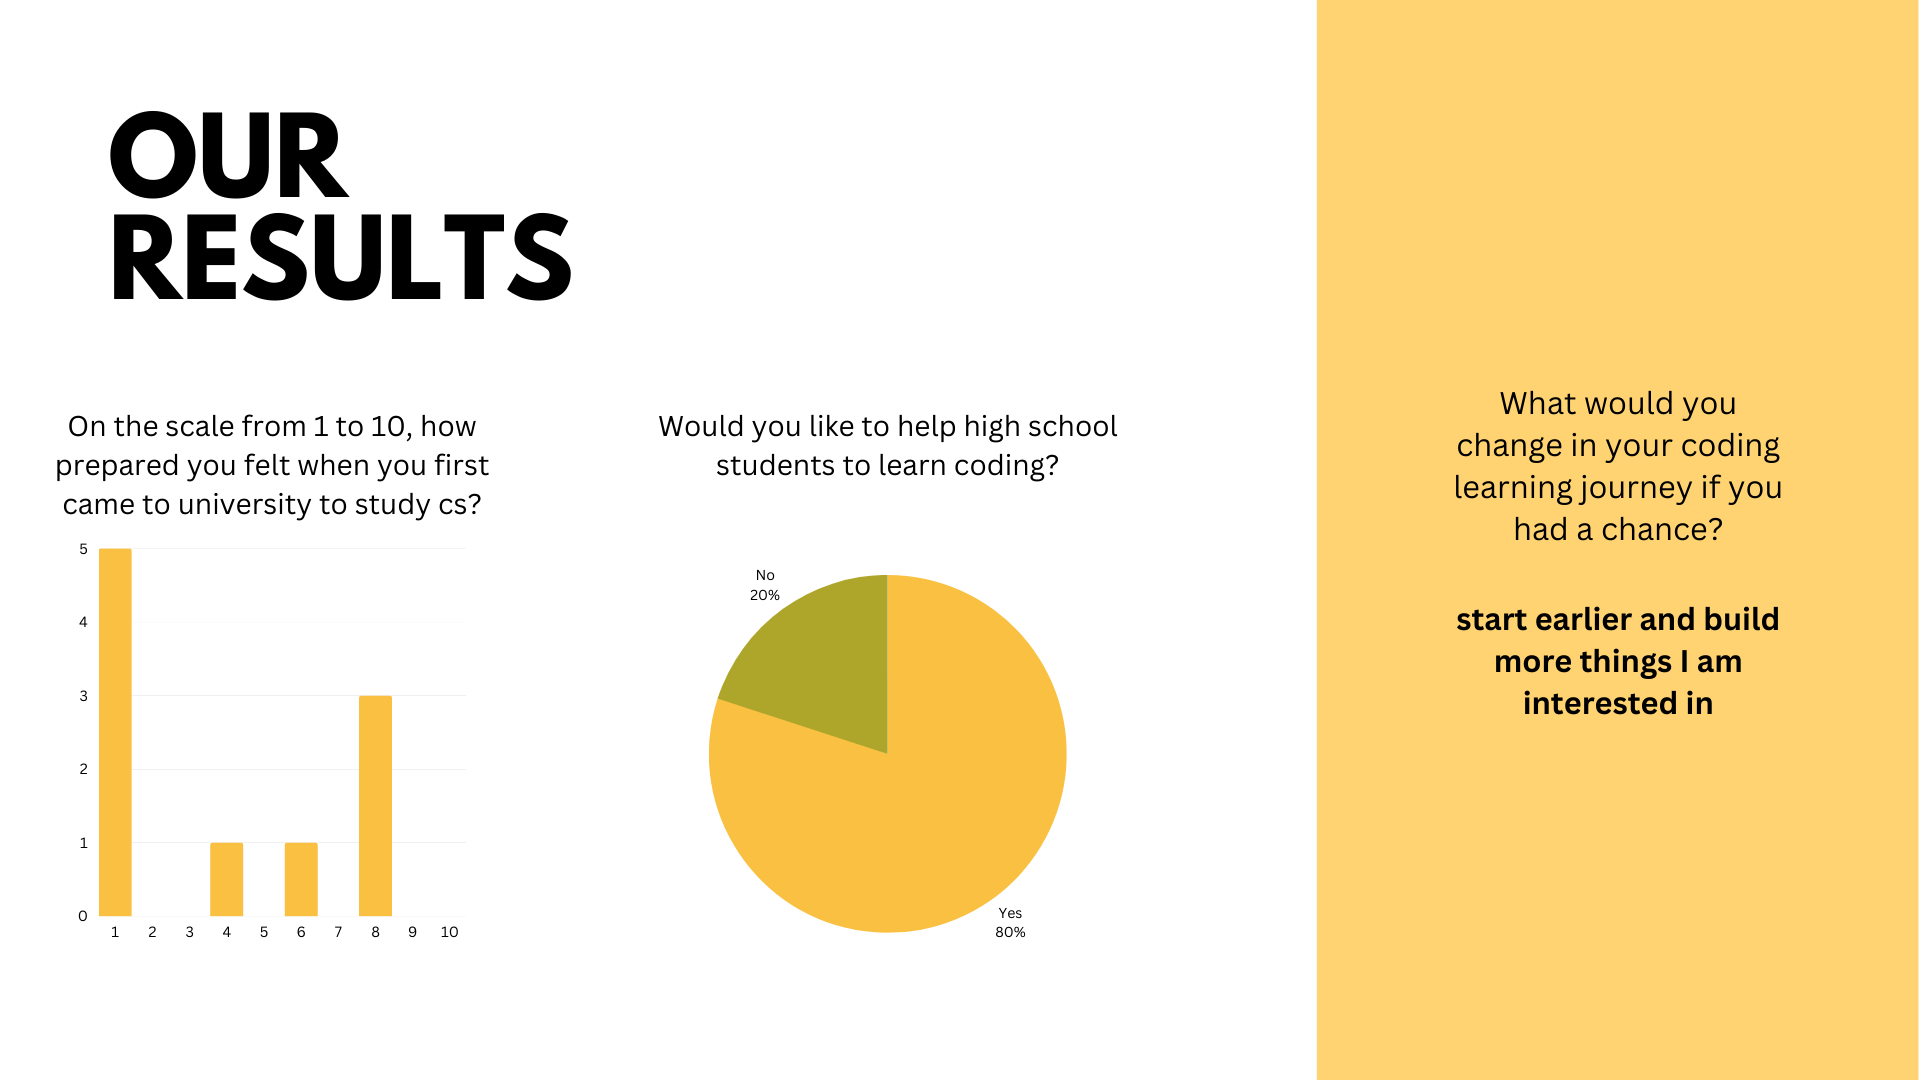 OUR
RESULTS
On the scale from 1 to 10, how
prepared you felt when you first
came to university to study cs?
5
4
3
2
1
0
1 2 3 4 5 6 7 8 9 10
Would you like to help high school
students to learn coding?
No
20%
Yes
80%
What would you
change in your coding
learning journey if you
had a chance?
start earlier and build
more things I am
interested in